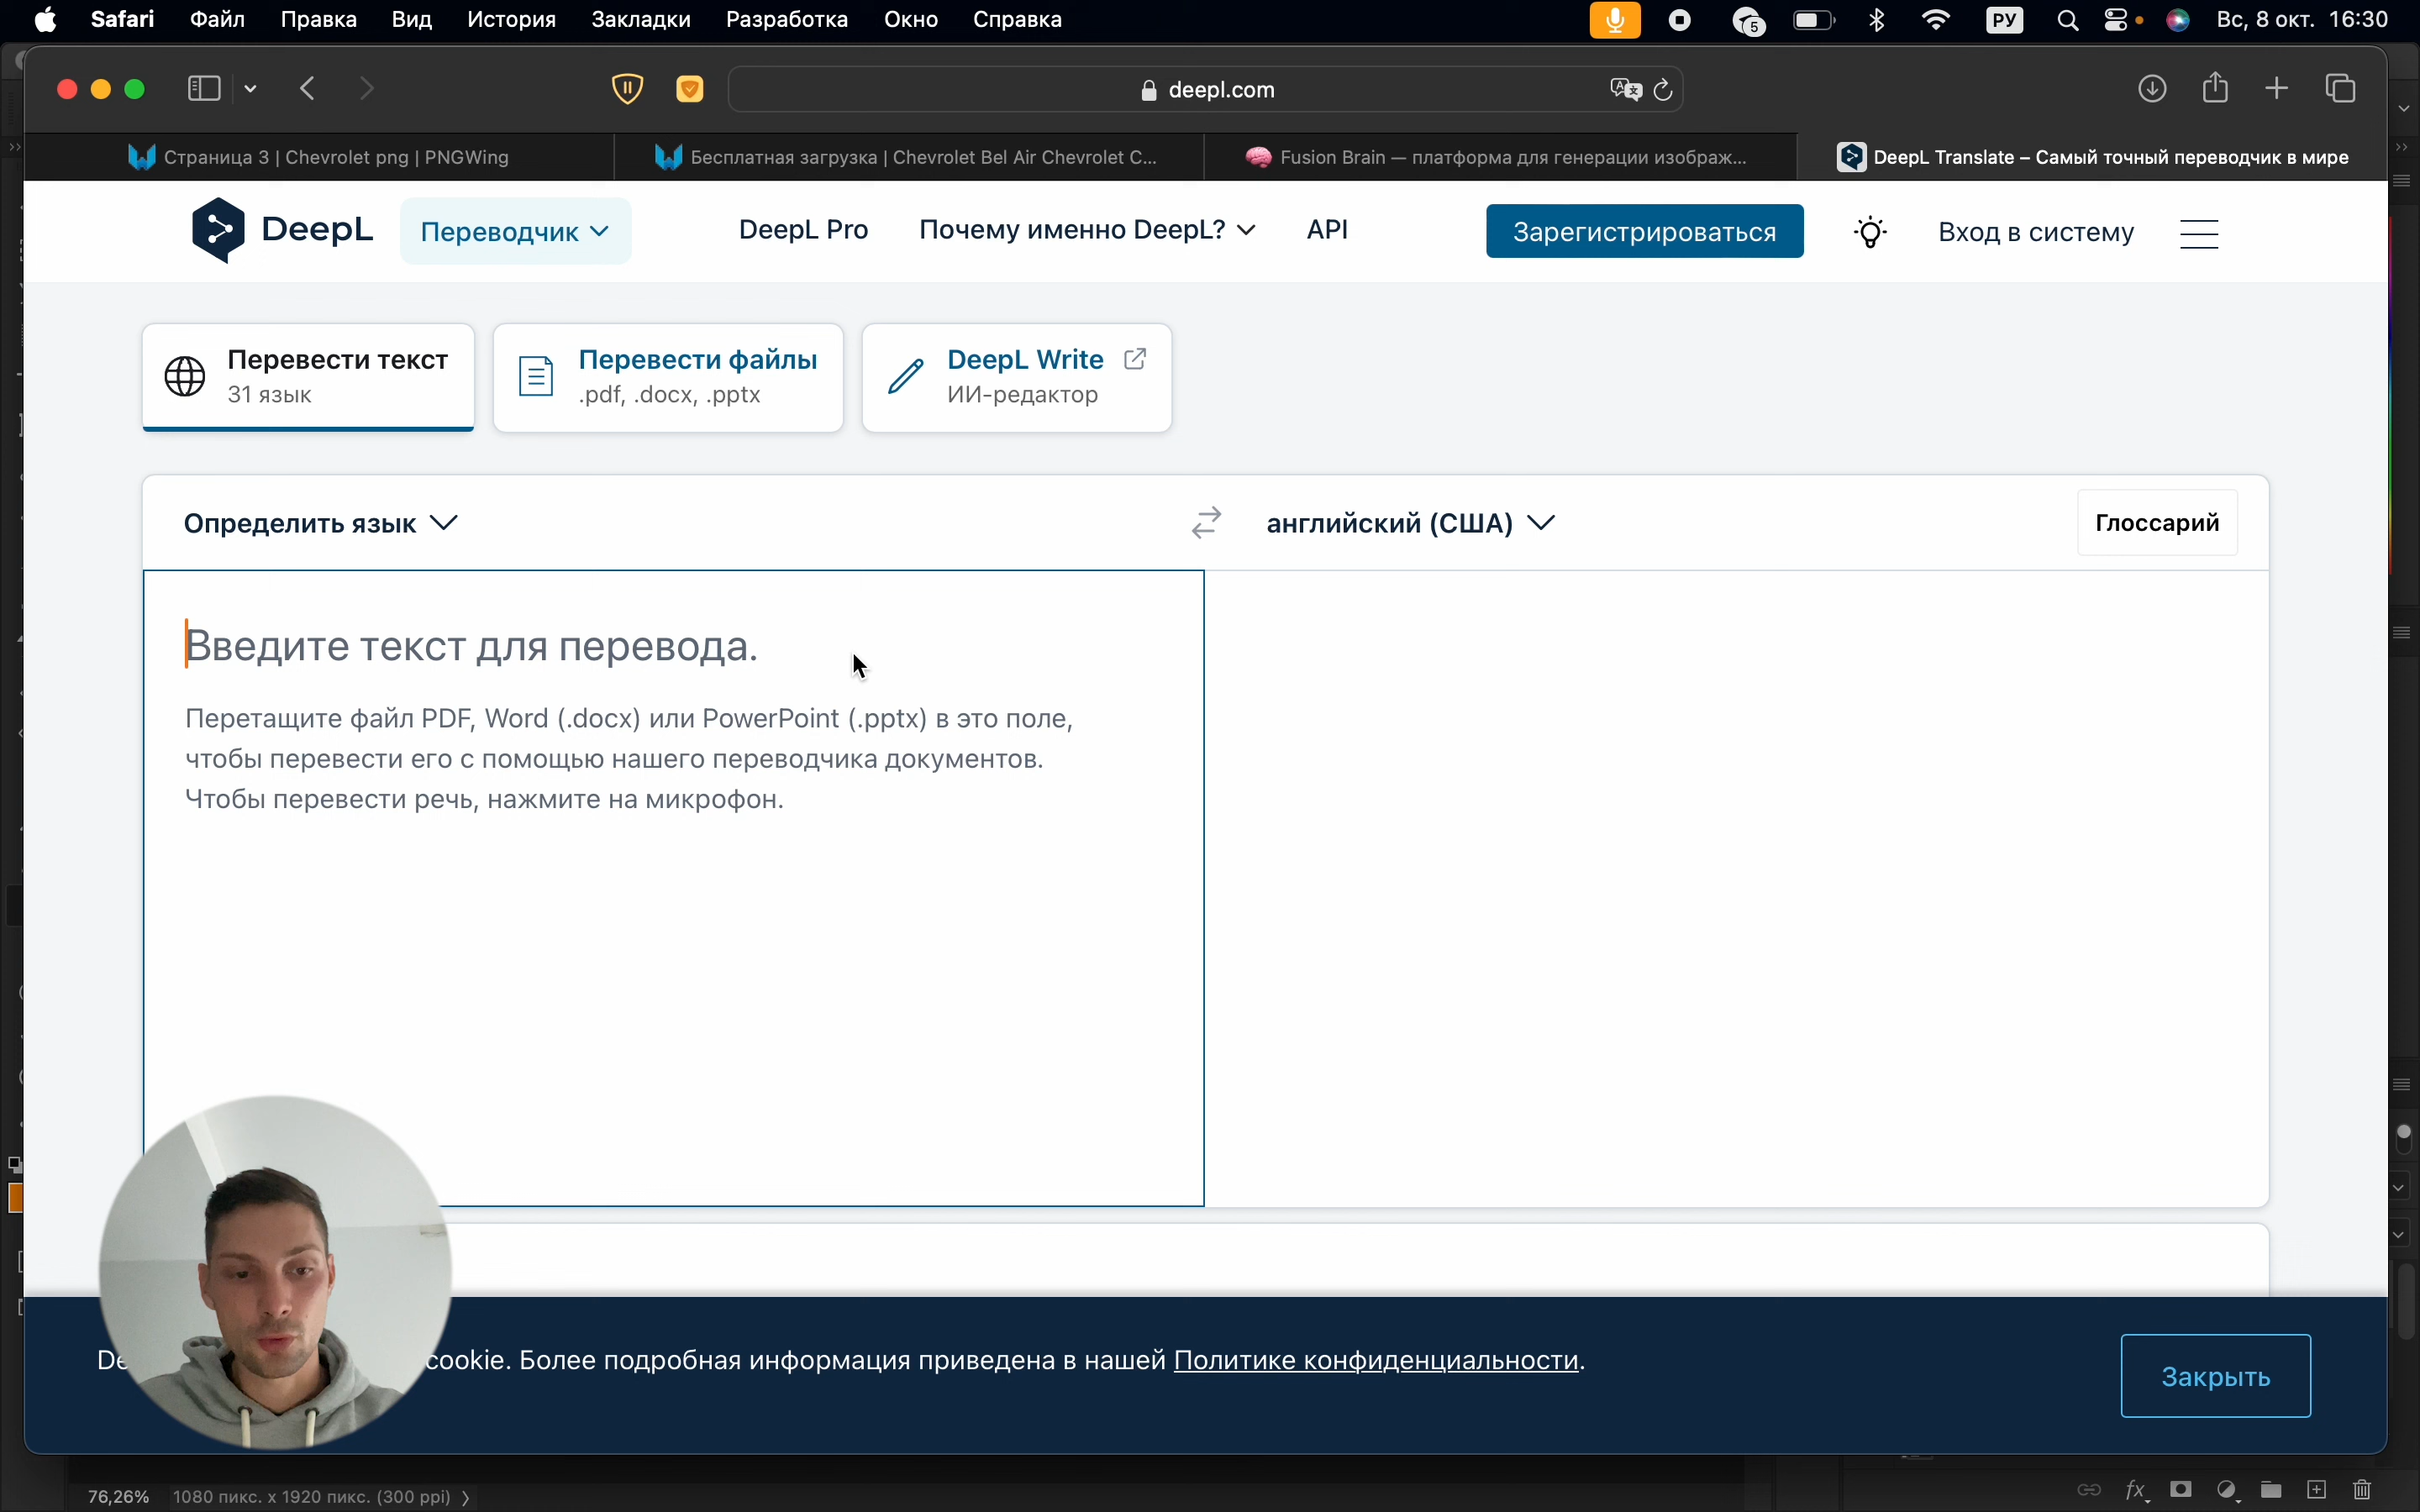 Safari Файл Правка Вид История Закладки Разработка Окно Справка 5 РУ Вс, 8 окт. 16:30
deepl.com
Страница 3 | Chevrolet png | PNGWing
Бесплатная загрузка | Chevrolet Bel Air Chevrolet C...
Fusion Brain — платформа для генерации изображ...
DeepL Translate – Самый точный переводчик в мире
DeepL Переводчик DeepL Pro Почему именно DeepL? API Зарегистрироваться Вход в систему
Перевести текст
31 язык
Перевести файлы
.pdf, .docx, .pptx
DeepL Write
ИИ-редактор
Определить язык английский (США) Глоссарий
Введите текст для перевода.
Перетащите файл PDF, Word (.docx) или PowerPoint (.pptx) в это поле,
чтобы перевести его с помощью нашего переводчика документов.
Чтобы перевести речь, нажмите на микрофон.
cookie. Более подробная информация приведена в нашей Политике конфиденциальности.
Закрыть
76,26% 1080 пикс. x 1920 пикс. (300 ppi)
fx